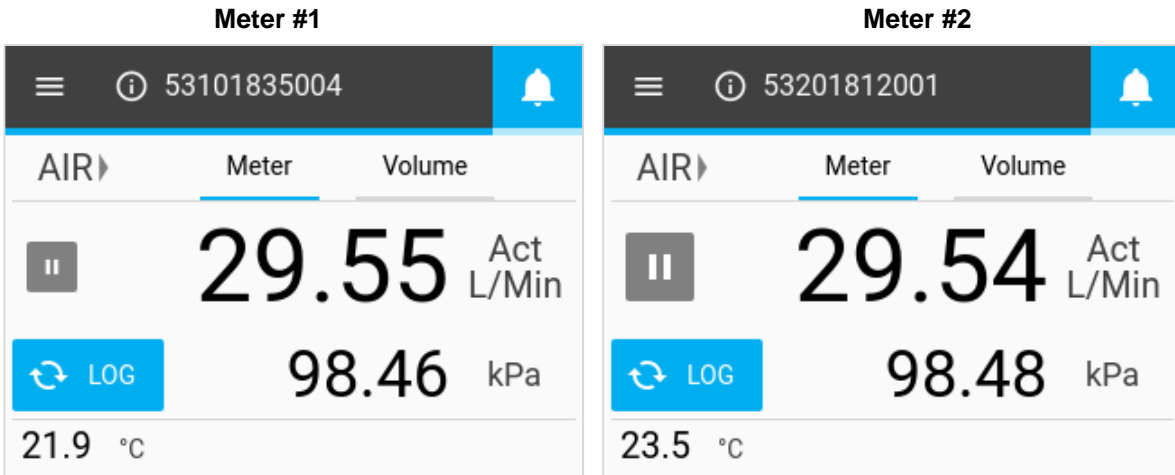 Meter #1
53101835004
AIR Meter Volume
29.55 Act L/Min
LOG 98.46 kPa
21.9 °C
Meter #2
53201812001
AIR Meter Volume
29.54 Act L/Min
LOG 98.48 kPa
23.5 °C